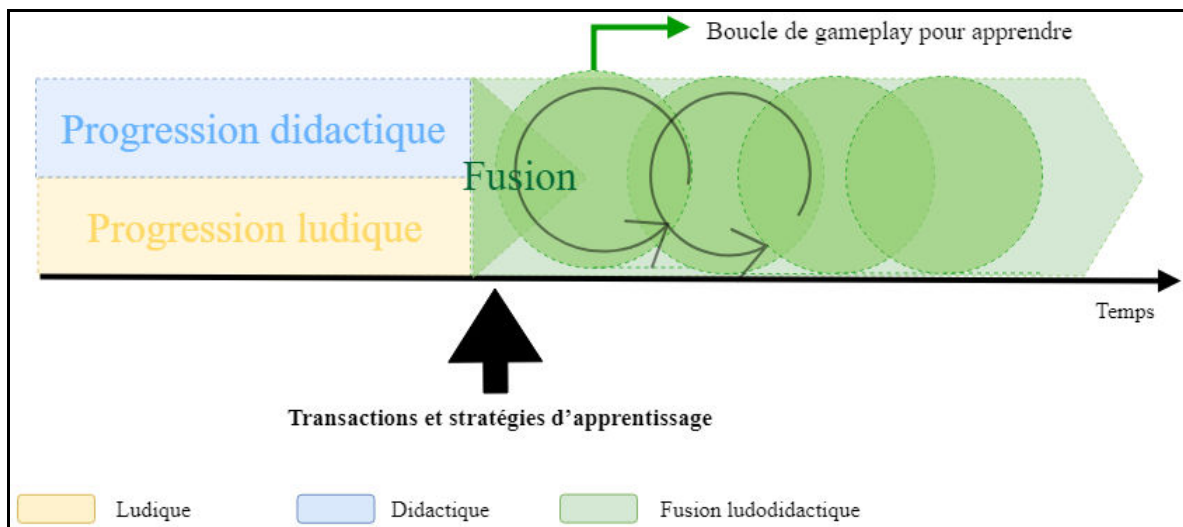 Boucle de gameplay pour apprendre
Progression didactique
Fusion
Progression ludique
Temps
Transactions et stratégies d’apprentissage
Ludique
Didactique
Fusion ludodidactique